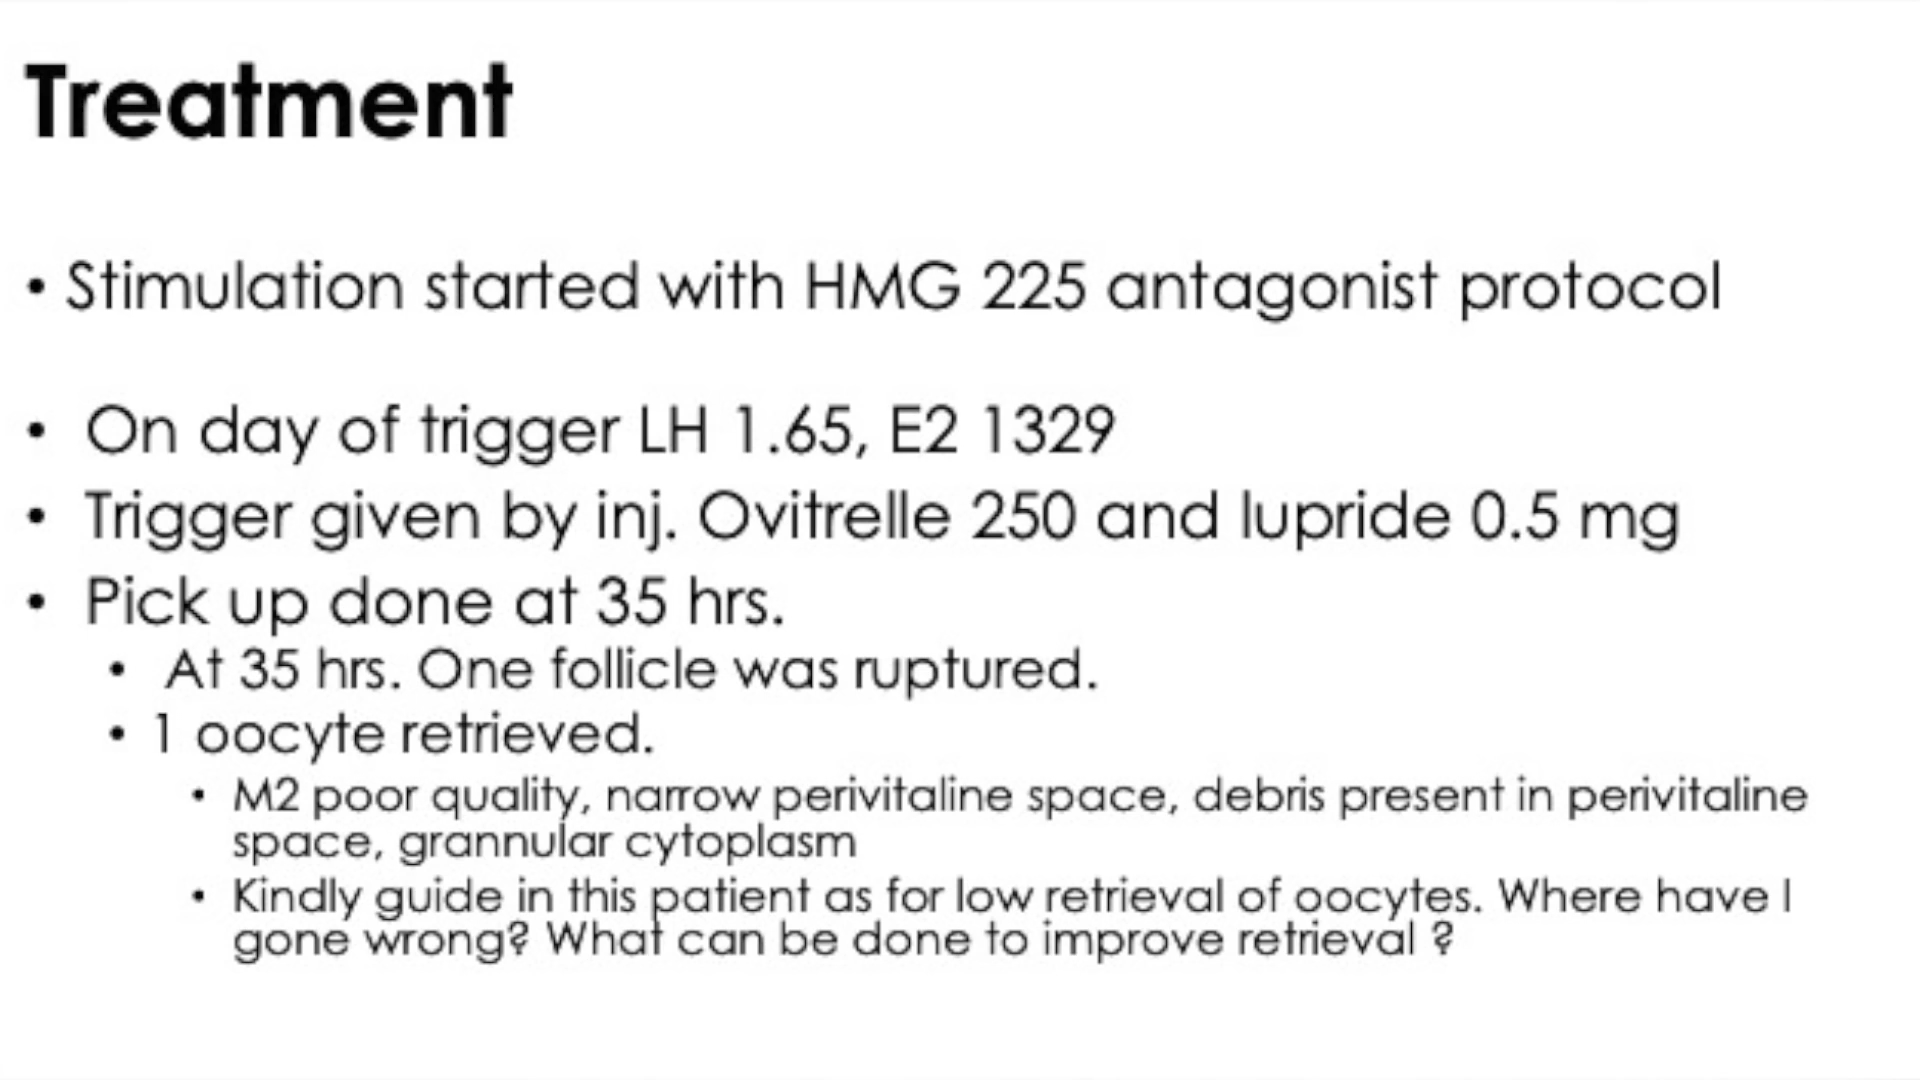 Treatment
• Stimulation started with HMG 225 antagonist protocol
• On day of trigger LH 1.65, E2 1329
• Trigger given by inj. Ovitrelle 250 and lupride 0.5 mg
• Pick up done at 35 hrs.
• At 35 hrs. One follicle was ruptured.
• 1 oocyte retrieved.
• M2 poor quality, narrow perivitaline space, debris present in perivitaline
space, grannular cytoplasm
• Kindly guide in this patient as for low retrieval of oocytes. Where have I
gone wrong? What can be done to improve retrieval ?